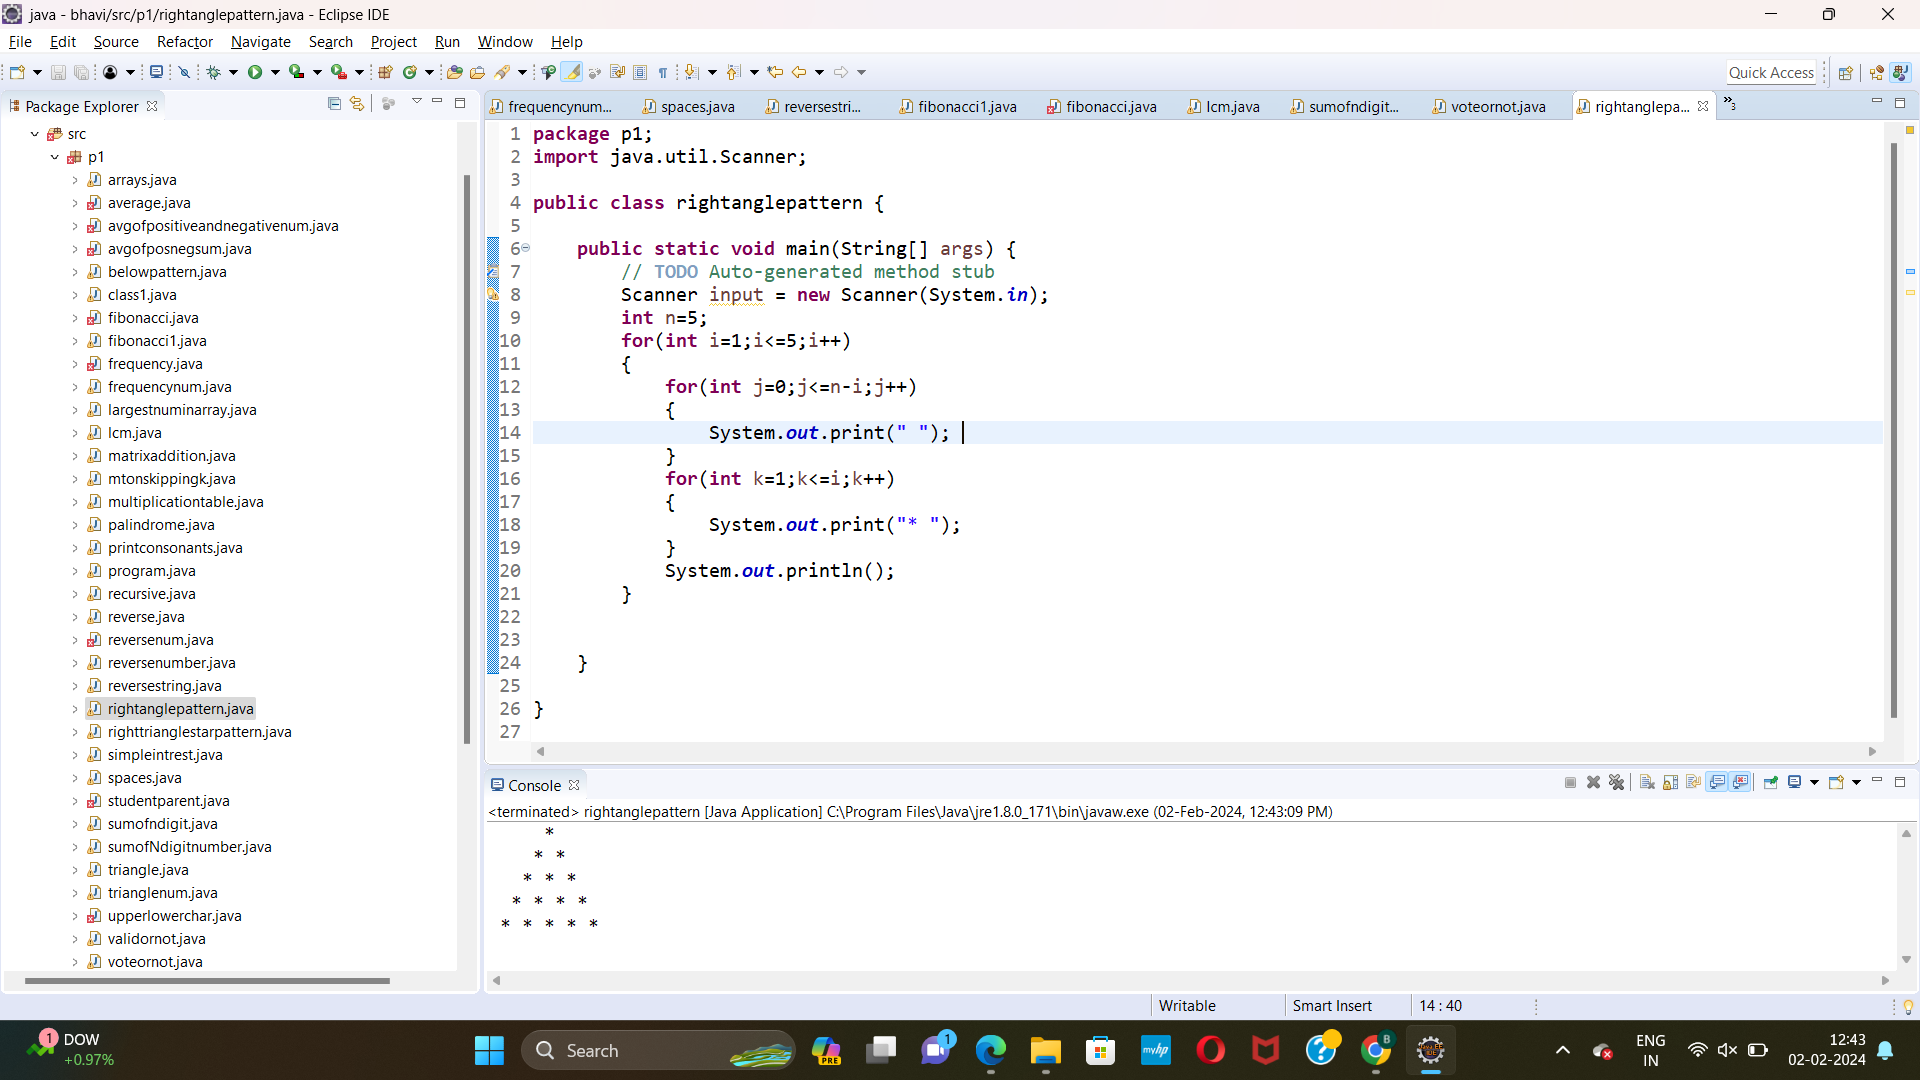 java - bhavi/src/p1/rightanglepattern.java - Eclipse IDE
File Edit Source Refactor Navigate Search Project Run Window Help
Quick Access
Package Explorer
src
p1
arrays.java
average.java
avgofpositiveandnegativenum.java
avgofposnegsum.java
belowpattern.java
class1.java
fibonacci.java
fibonacci1.java
frequency.java
frequencynum.java
largestnuminarray.java
lcm.java
matrixaddition.java
mtonskippingk.java
multiplicationtable.java
palindrome.java
printconsonants.java
program.java
recursive.java
reverse.java
reversenum.java
reversenumber.java
reversestring.java
rightanglepattern.java
righttrianglestarpattern.java
simpleintrest.java
spaces.java
studentparent.java
sumofndigit.java
sumofNdigitnumber.java
triangle.java
trianglenum.java
upperlowerchar.java
validornot.java
voteornot.java
frequencynum... spaces.java reversestri... fibonacci1.java fibonacci.java lcm.java sumofndigit... voteornot.java rightanglepa... »3
1 package p1;
2 import java.util.Scanner;
3
4 public class rightanglepattern {
5
6 public static void main(String[] args) {
7 // TODO Auto-generated method stub
8 Scanner input = new Scanner(System.in);
9 int n=5;
10 for(int i=1;i<=5;i++)
11 {
12 for(int j=0;j<=n-i;j++)
13 {
14 System.out.print(" ");
15 }
16 for(int k=1;k<=i;k++)
17 {
18 System.out.print("* ");
19 }
20 System.out.println();
21 }
22
23
24 }
25
26 }
27
Console
<terminated> rightanglepattern [Java Application] C:\Program Files\Java\jre1.8.0_171\bin\javaw.exe (02-Feb-2024, 12:43:09 PM)
*
* *
* * *
* * * *
* * * * *
Writable Smart Insert 14 : 40
1 DOW
+0.97%
Search
PRE
1
myhp
B
ENG
IN
12:43
02-02-2024